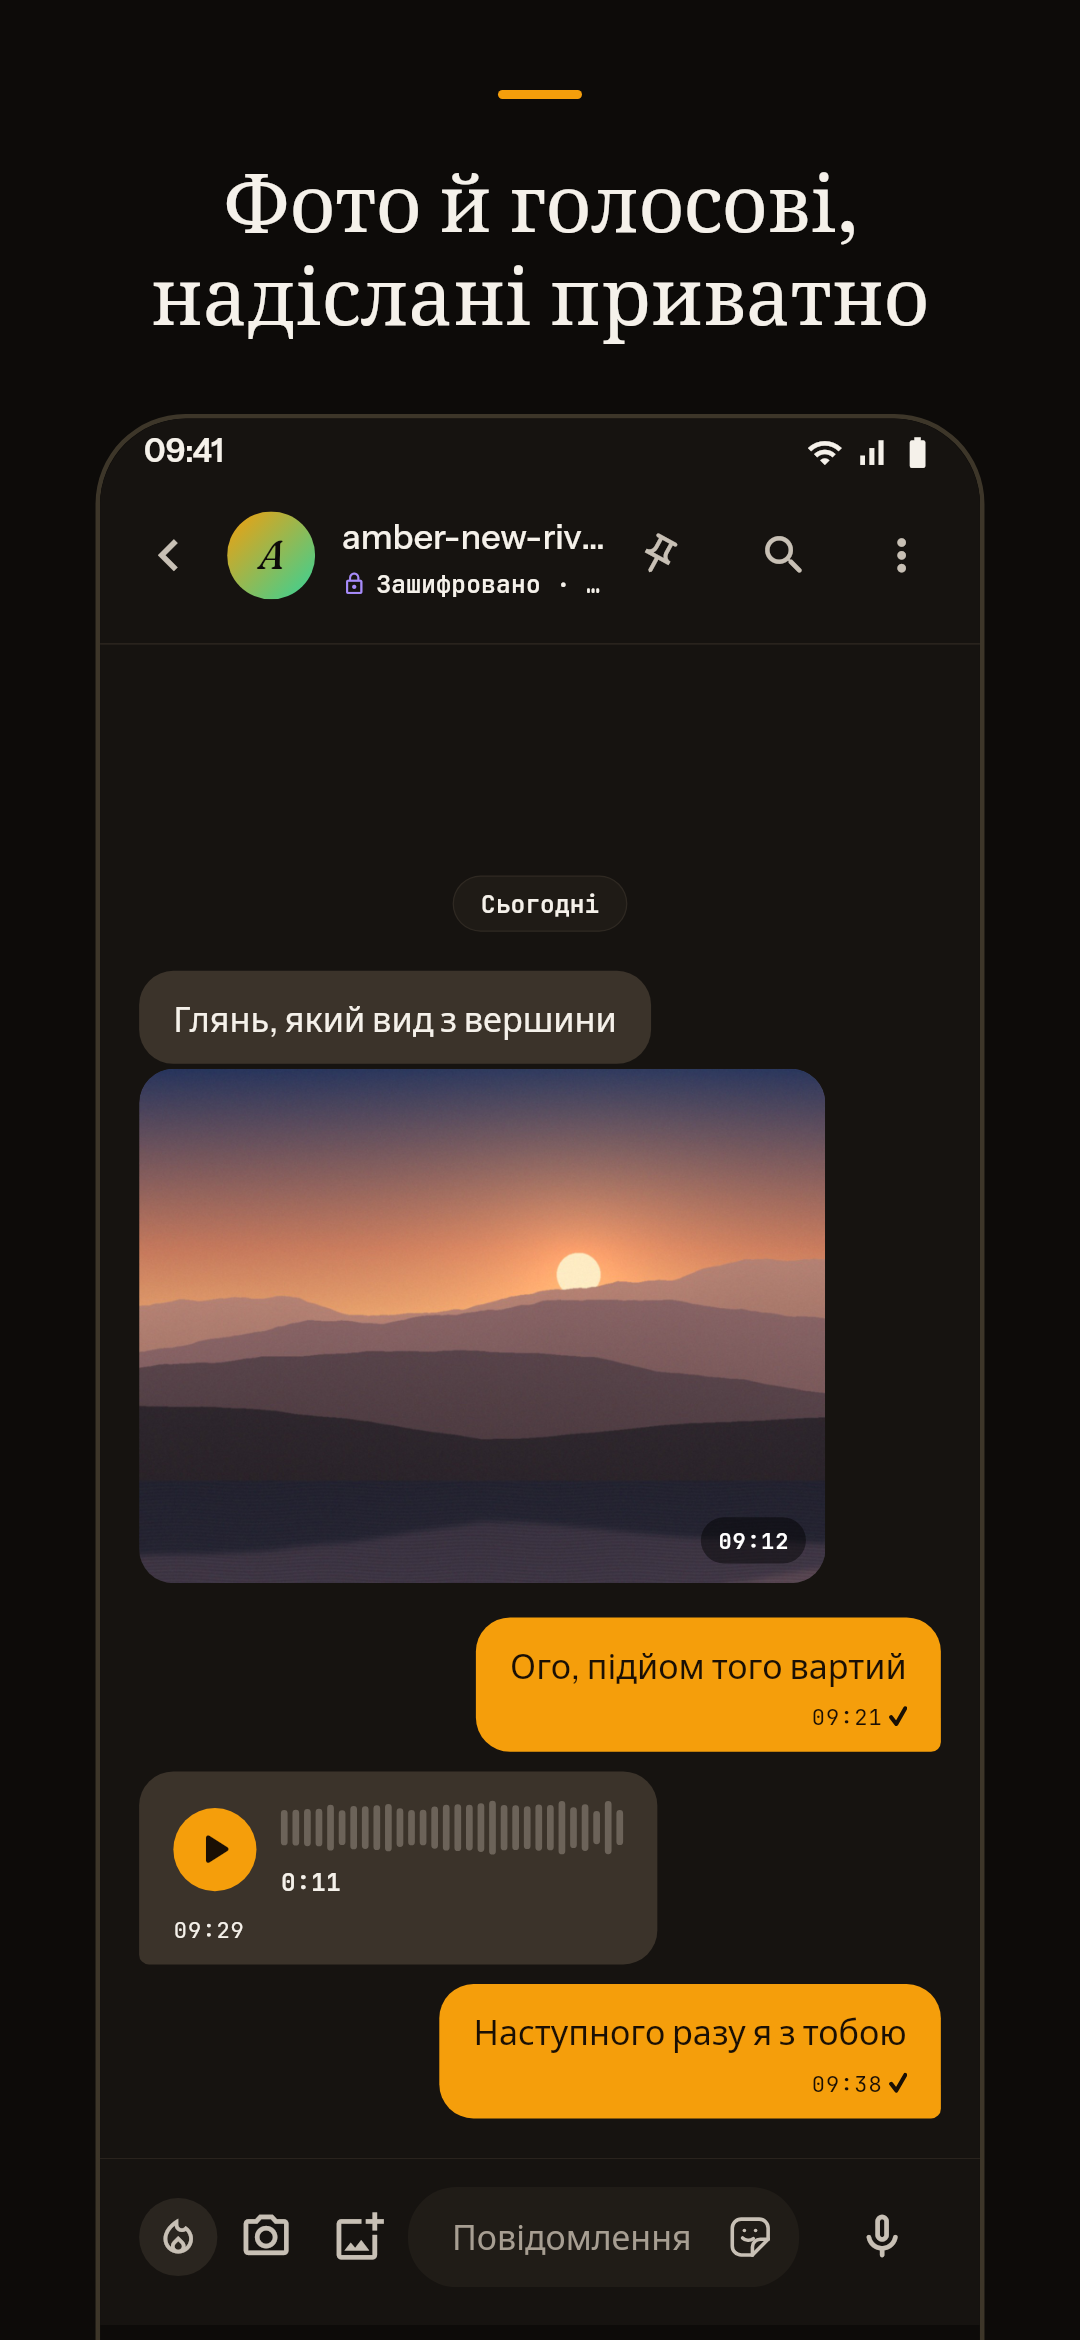 Фото й голосові,
надіслані приватно
09:41
A
amber-new-riv...
Зашифровано · …
Сьогодні
Глянь, який вид з вершини
09:12
Ого, підйом того вартий
09:21
0:11
09:29
Наступного разу я з тобою
09:38
Повідомлення